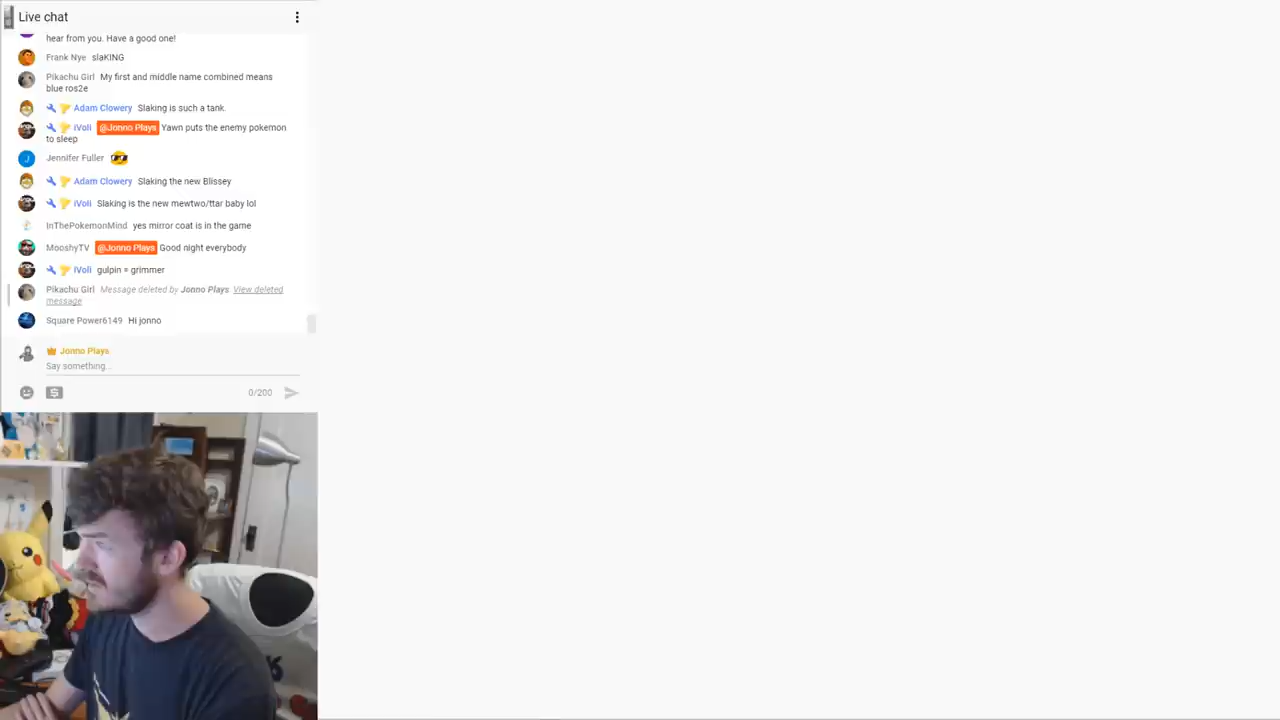 Live chat
hear from you. Have a good one!
Frank Nye slaKING
Pikachu Girl My first and middle name combined means
blue ros2e
Adam Clowery Slaking is such a tank.
iVoli @Jonno Plays Yawn puts the enemy pokemon
to sleep
J Jennifer Fuller
Adam Clowery Slaking the new Blissey
iVoli Slaking is the new mewtwo/ttar baby lol
InThePokemonMind yes mirror coat is in the game
MooshyTV @Jonno Plays Good night everybody
iVoli gulpin = grimmer
Pikachu Girl Message deleted by Jonno Plays View deleted
message
Square Power6149 Hi jonno
Jonno Plays
Say something...
$ 0/200